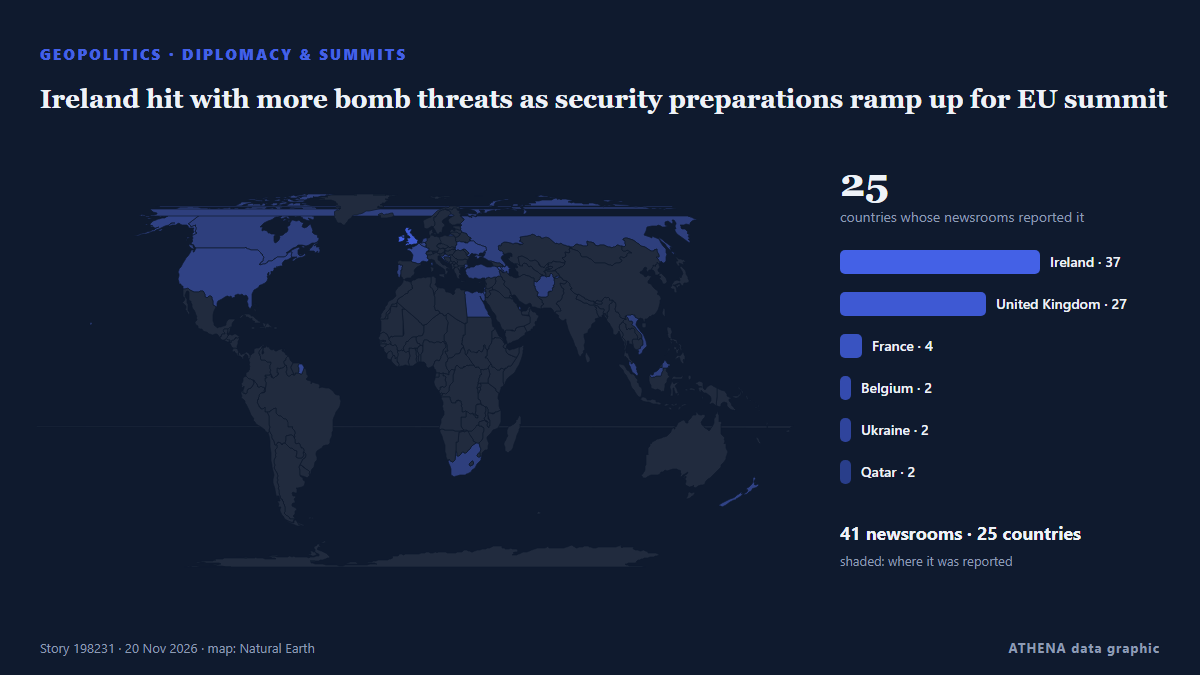 GEOPOLITICS · DIPLOMACY & SUMMITS
Ireland hit with more bomb threats as security preparations ramp up for EU summit
25
countries whose newsrooms reported it
Ireland · 37
United Kingdom · 27
France · 4
Belgium · 2
Ukraine · 2
Qatar · 2
41 newsrooms · 25 countries
shaded: where it was reported
Story 198231 · 20 Nov 2026 · map: Natural Earth
ATHENA data graphic